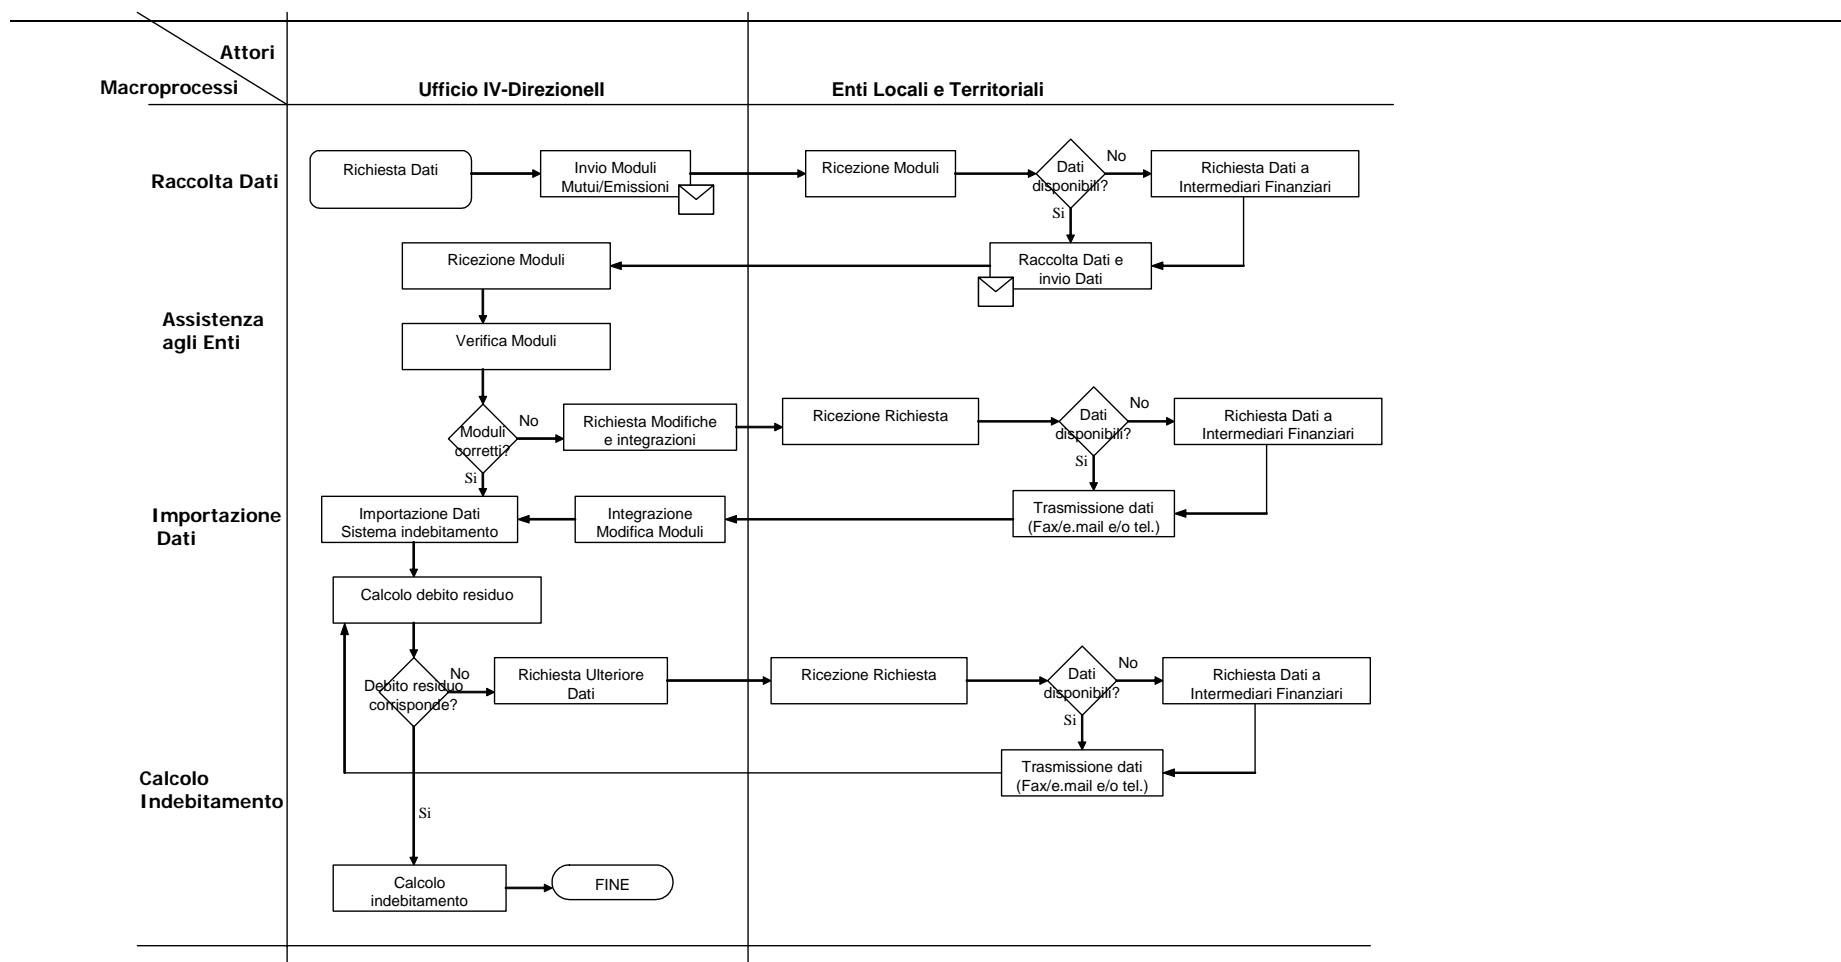 Attori
Macroprocessi
Ufficio IV-DirezioneII
Enti Locali e Territoriali
Raccolta Dati
Richiesta Dati
Invio Moduli
Mutui/Emissioni
Ricezione Moduli
Dati
disponibili?
No
Si
Richiesta Dati a
Intermediari Finanziari
Ricezione Moduli
Raccolta Dati e
invio Dati
Assistenza
agli Enti
Verifica Moduli
Moduli
corretti?
No
Si
Richiesta Modifiche
e integrazioni
Ricezione Richiesta
Dati
disponibili?
No
Si
Richiesta Dati a
Intermediari Finanziari
Importazione
Dati
Importazione Dati
Sistema indebitamento
Integrazione
Modifica Moduli
Trasmissione dati
(Fax/e.mail e/o tel.)
Calcolo debito residuo
Debito residuo
corrisponde?
No
Richiesta Ulteriore
Dati
Ricezione Richiesta
Dati
disponibili?
No
Si
Richiesta Dati a
Intermediari Finanziari
Trasmissione dati
(Fax/e.mail e/o tel.)
Calcolo
Indebitamento
Si
Calcolo
indebitamento
FINE